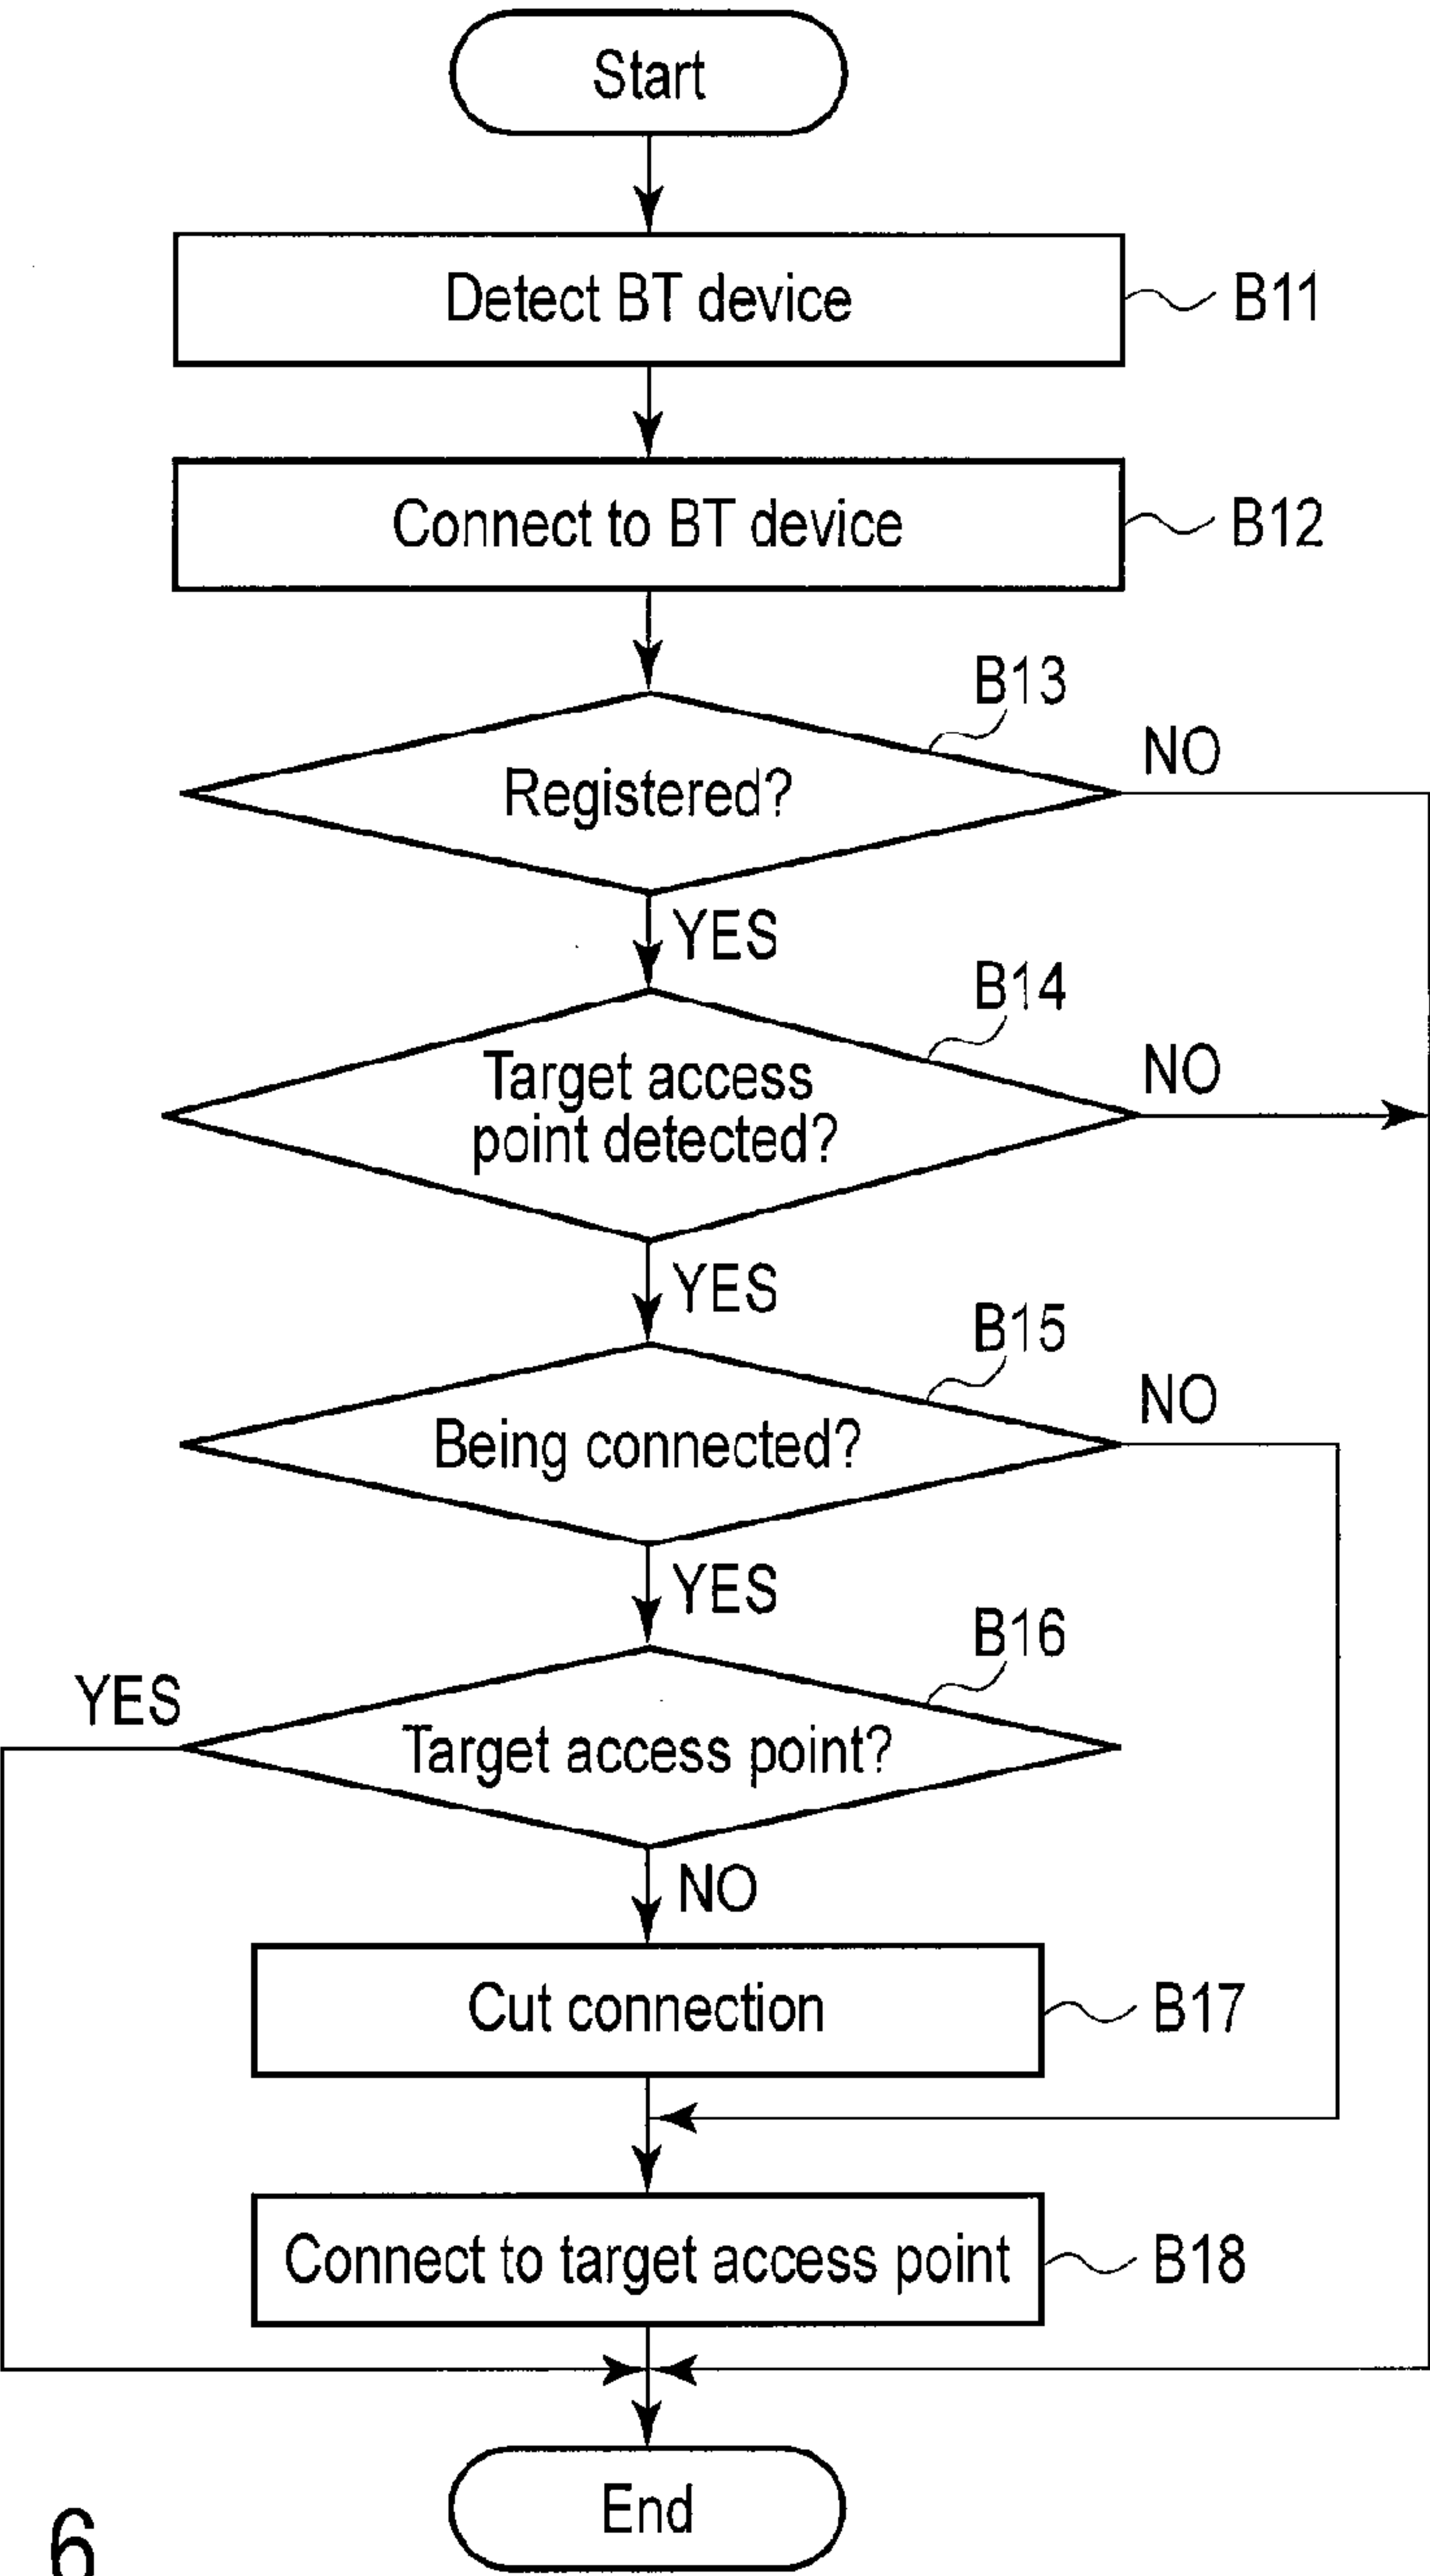 Start
Detect BT device
B11
Connect to BT device
B12
B13
Registered?
NO
YES
B14
Target access
point detected?
NO
YES
B15
Being connected?
NO
YES
B16
YES
Target access point?
NO
Cut connection
B17
Connect to target access point
B18
End
6